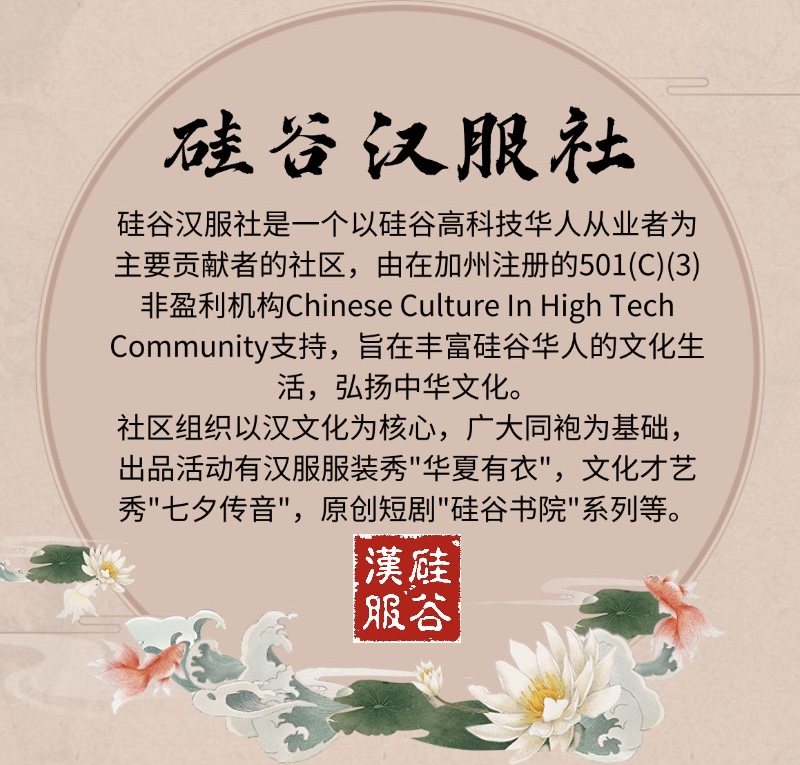 硅谷汉服社
硅谷汉服社是一个以硅谷高科技华人从业者为
主要贡献者的社区，由在加州注册的501(C)(3)
非盈利机构Chinese Culture In High Tech
Community支持，旨在丰富硅谷华人的文化生
活，弘扬中华文化。
社区组织以汉文化为核心，广大同袍为基础，
出品活动有汉服服装秀"华夏有衣"，文化才艺
秀"七夕传音"，原创短剧"硅谷书院"系列等。
硅谷
漢服